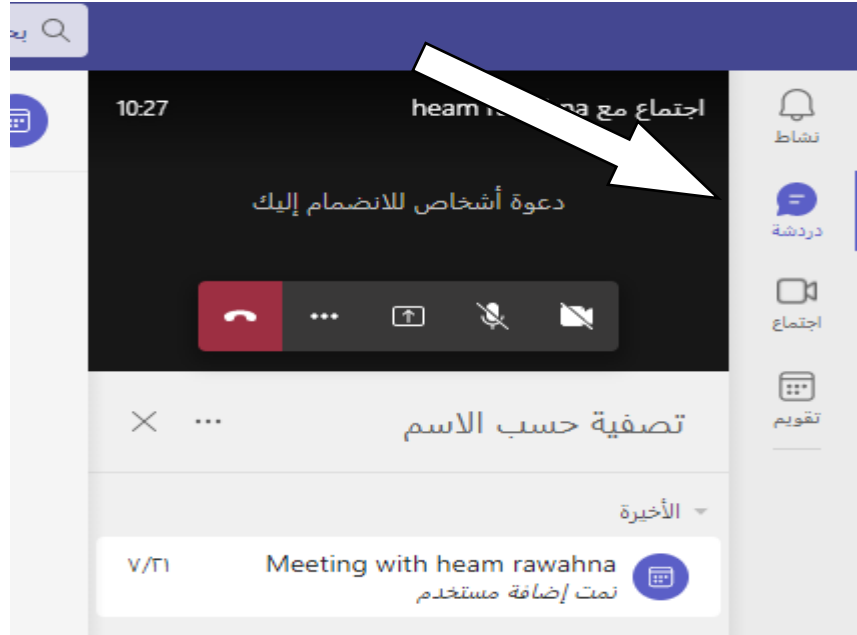 نشاط
دردشة
اجتماع
تقويم
اجتماع مع heam
10:27
دعوة أشخاص للانضمام إليك
تصفية حسب الاسم
الأخيرة
Meeting with heam rawahna
٧/٣١
تمت إضافة مستخدم